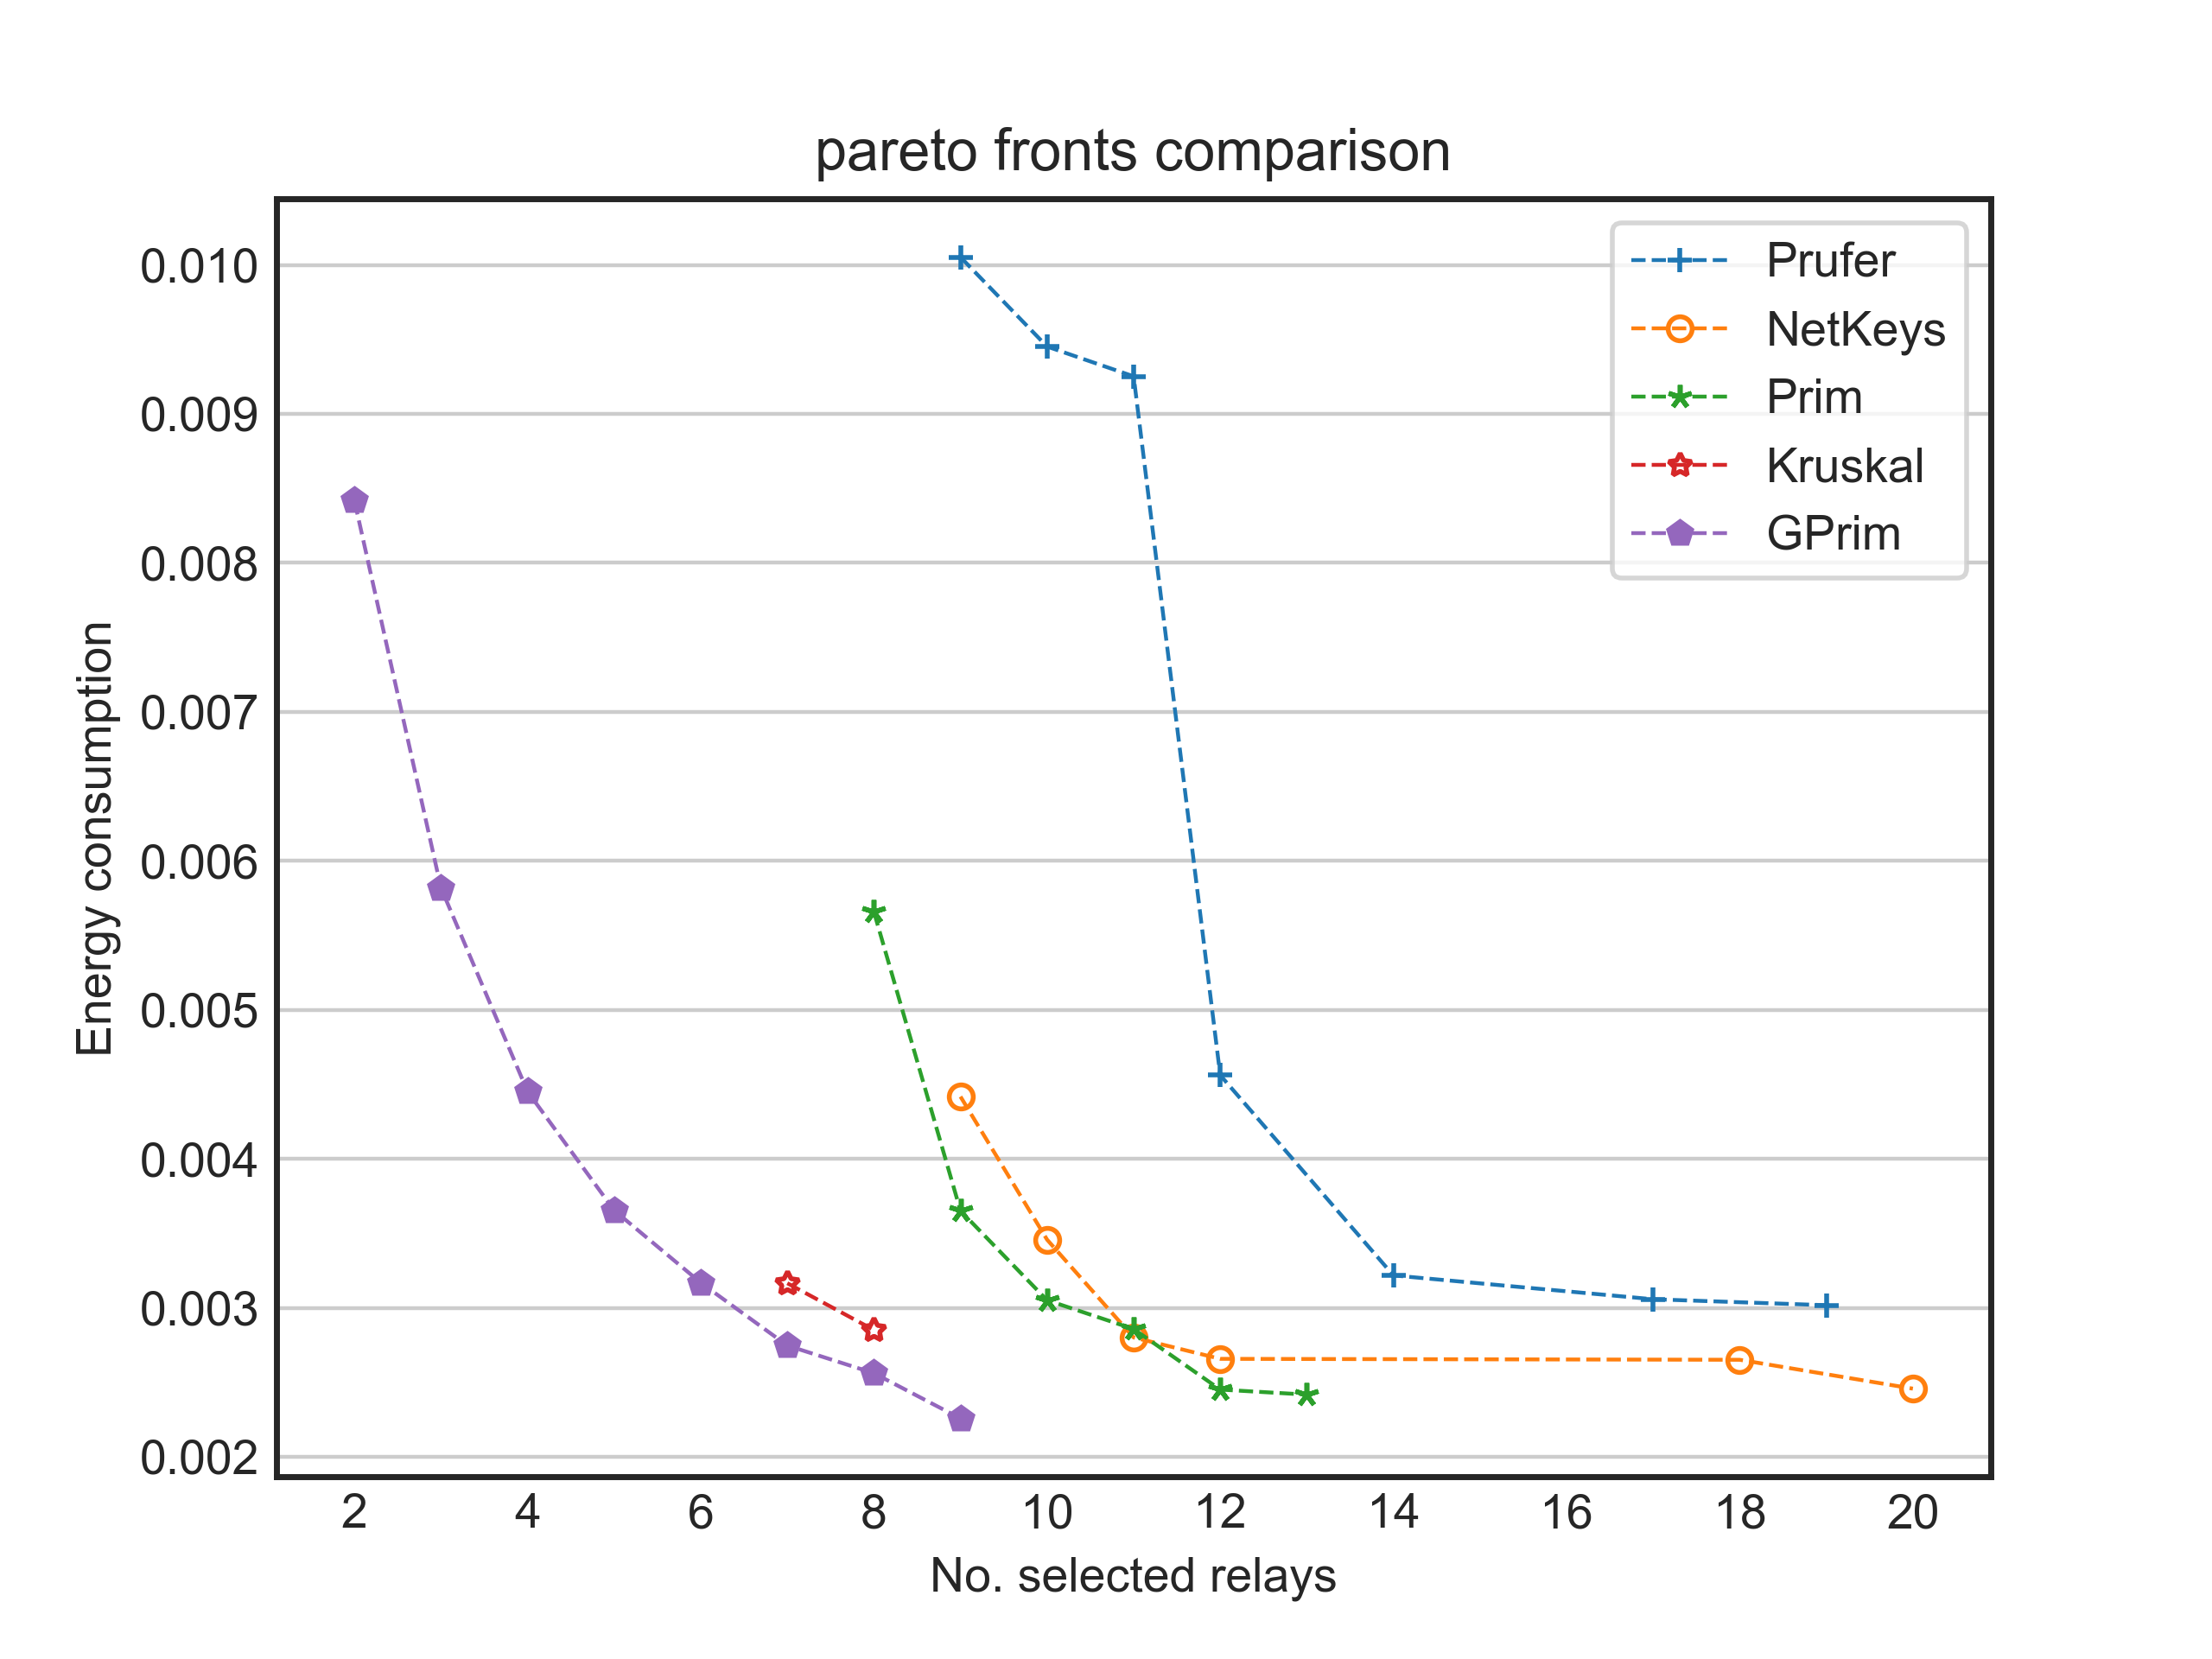 pareto fronts comparison
Energy consumption
0.010
0.009
0.008
0.007
0.006
0.005
0.004
0.003
0.002
Prufer
NetKeys
Prim
Kruskal
GPrim
2 4 6 8 10 12 14 16 18 20
No. selected relays